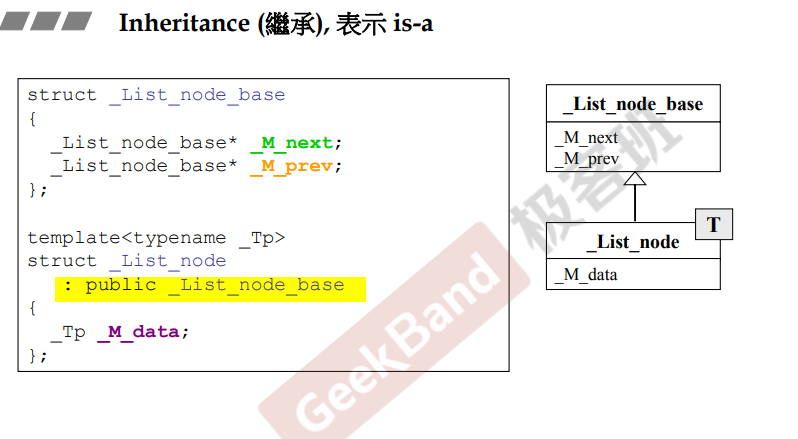 Inheritance (繼承), 表示 is-a
struct _List_node_base
{
_List_node_base* _M_next;
_List_node_base* _M_prev;
};
template<typename _Tp>
struct _List_node
: public _List_node_base
{
_Tp _M_data;
};
_List_node_base
_M_next
_M_prev
T
_List_node
_M_data
GeekBand 极客班